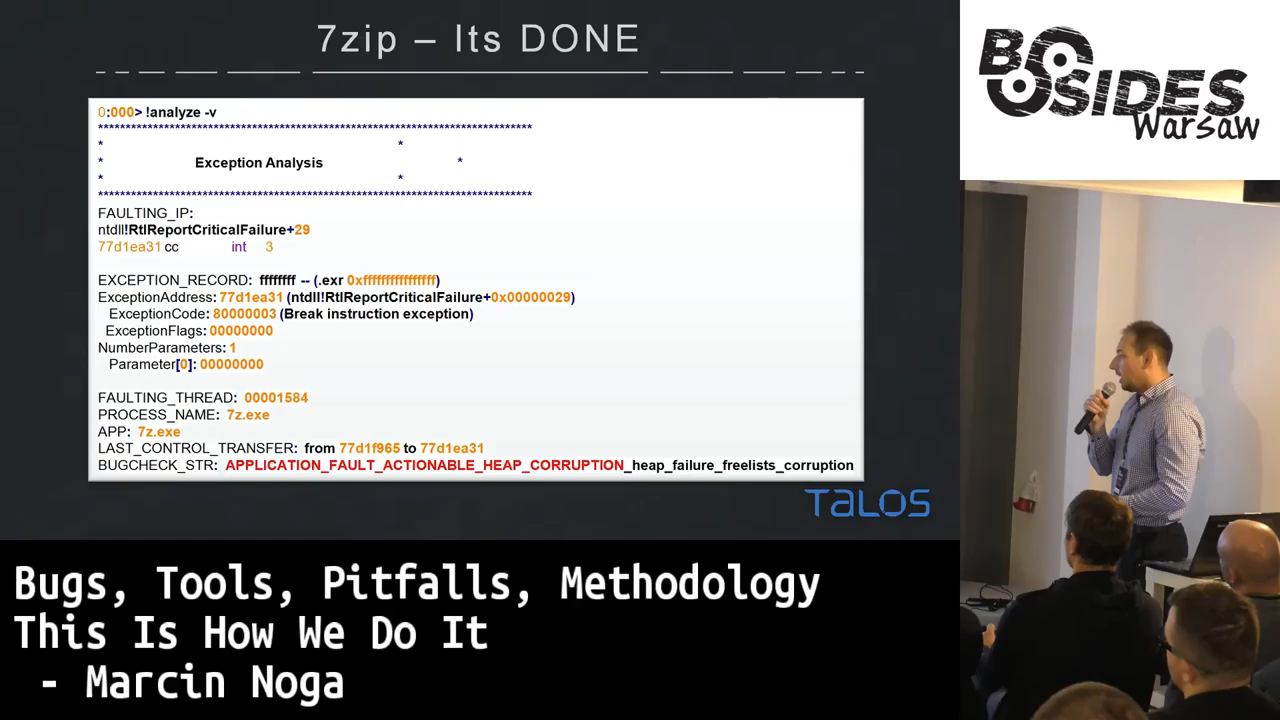 7zip – Its DONE
0:000> !analyze -v
*******************************************************************************
* *
* Exception Analysis *
* *
*******************************************************************************
FAULTING_IP:
ntdll!RtlReportCriticalFailure+29
77d1ea31 cc int 3
EXCEPTION_RECORD: ffffffff -- (.exr 0xffffffffffffffff)
ExceptionAddress: 77d1ea31 (ntdll!RtlReportCriticalFailure+0x00000029)
ExceptionCode: 80000003 (Break instruction exception)
ExceptionFlags: 00000000
NumberParameters: 1
Parameter[0]: 00000000
FAULTING_THREAD: 00001584
PROCESS_NAME: 7z.exe
APP: 7z.exe
LAST_CONTROL_TRANSFER: from 77d1f965 to 77d1ea31
BUGCHECK_STR: APPLICATION_FAULT_ACTIONABLE_HEAP_CORRUPTION_heap_failure_freelists_corruption
TALOS
BSIDES
Warsaw
Bugs, Tools, Pitfalls, Methodology
This Is How We Do It
- Marcin Noga